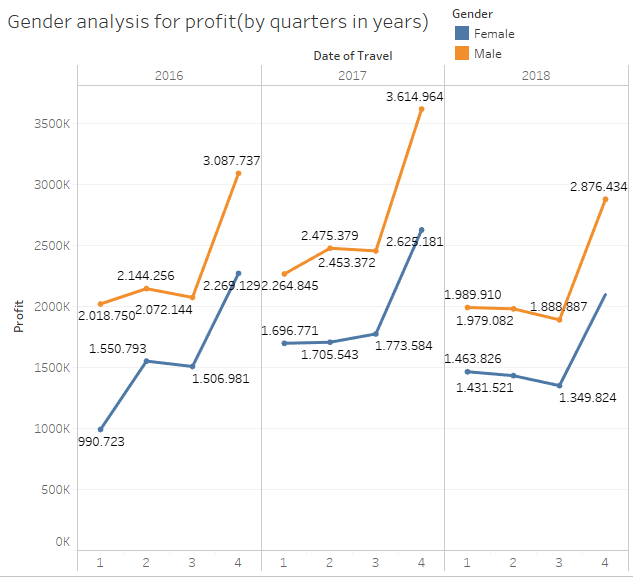 Gender analysis for profit(by quarters in years)
Gender
Female
Male
Date of Travel
2016 2017 2018
Profit
3500K
3000K
2500K
2000K
1500K
1000K
500K
0K
3.087.737
2.144.256
2.018.750
2.072.144
2.269.129
1.550.793
1.506.981
990.723
3.614.964
2.475.379
2.453.372
2.264.845
2.625.181
1.696.771
1.705.543
1.773.584
2.876.434
1.989.910
1.979.082
1.888.887
1.463.826
1.431.521
1.349.824
1 2 3 4 1 2 3 4 1 2 3 4